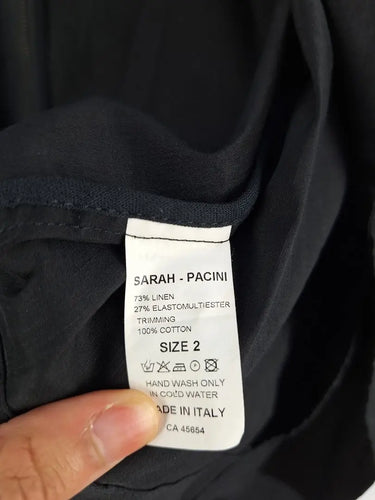 SARAH - PACINI
73% LINEN
27% ELASTOMULTIESTER
TRIMMING
100% COTTON
SIZE 2
HAND WASH ONLY
IN COLD WATER
MADE IN ITALY
CA 45654